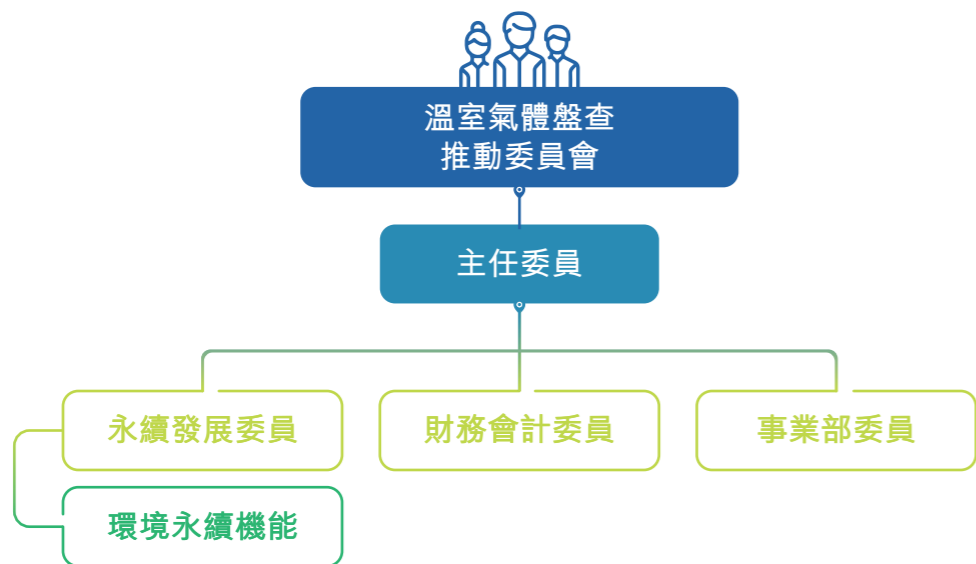 溫室氣體盤查
推動委員會
主任委員
永續發展委員
財務會計委員
事業部委員
環境永續機能